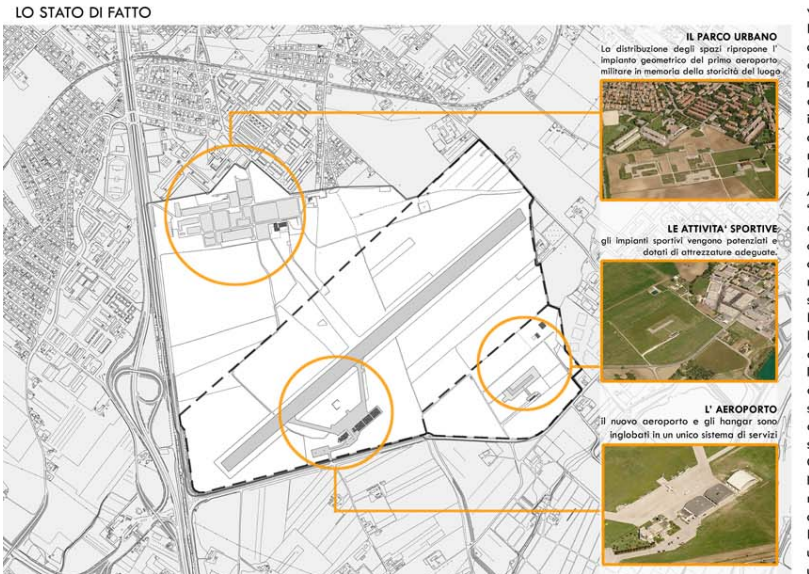 LO STATO DI FATTO
IL PARCO URBANO
La distribuzione degli spazi ripropone l'
impianto geometrico del primo aeroporto
militare in memoria della storicità del luogo
LE ATTIVITA' SPORTIVE
gli impianti sportivi vengono potenziati e
dotati di attrezzature adeguate.
L' AEROPORTO
il nuovo aeroporto e gli hangar sono
inglobati in un unico sistema di servizi